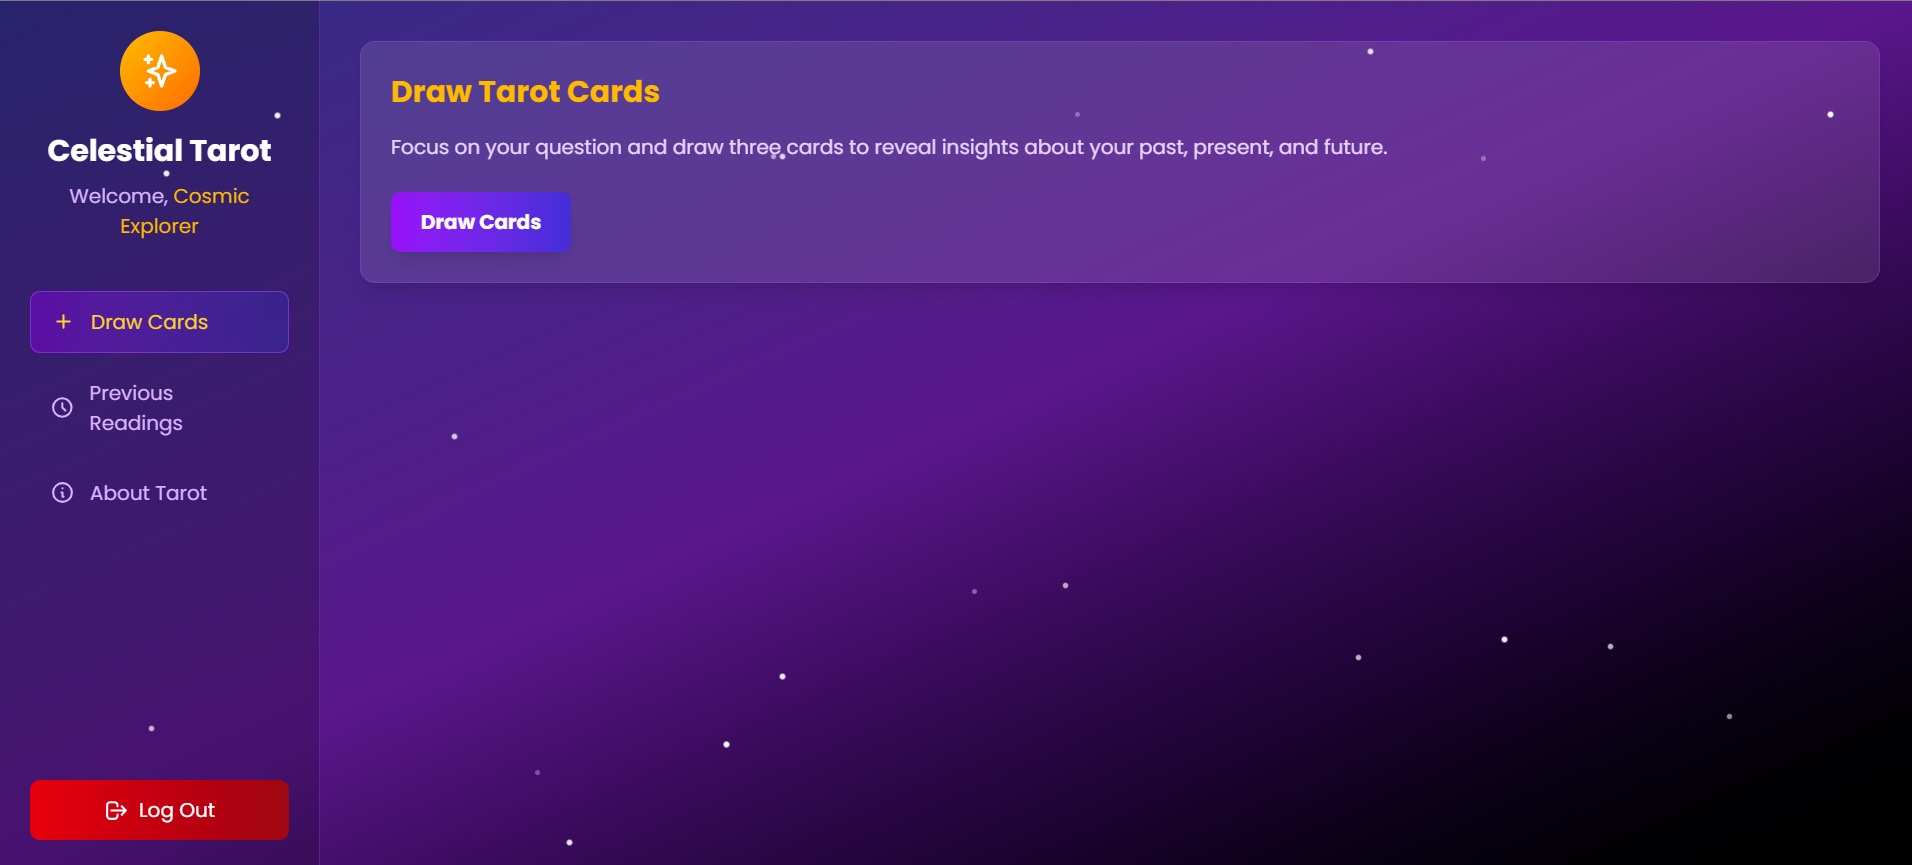 Celestial Tarot
Welcome, Cosmic
Explorer
Draw Cards
Previous
Readings
About Tarot
Log Out
Draw Tarot Cards
Focus on your question and draw three cards to reveal insights about your past, present, and future.
Draw Cards